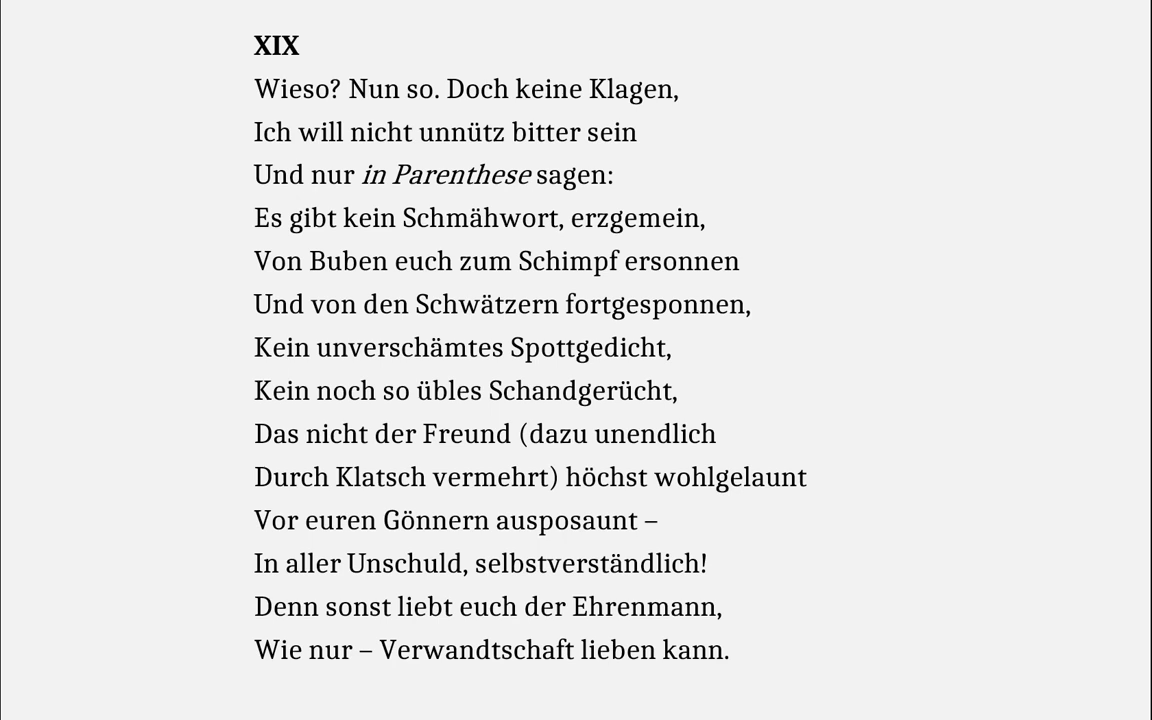 XIX
Wieso? Nun so. Doch keine Klagen,
Ich will nicht unnütz bitter sein
Und nur in Parenthese sagen:
Es gibt kein Schmähwort, erzgemein,
Von Buben euch zum Schimpf ersonnen
Und von den Schwätzern fortgesponnen,
Kein unverschämtes Spottgedicht,
Kein noch so übles Schandgerücht,
Das nicht der Freund (dazu unendlich
Durch Klatsch vermehrt) höchst wohlgelaunt
Vor euren Gönnern ausposaunt –
In aller Unschuld, selbstverständlich!
Denn sonst liebt euch der Ehrenmann,
Wie nur – Verwandtschaft lieben kann.